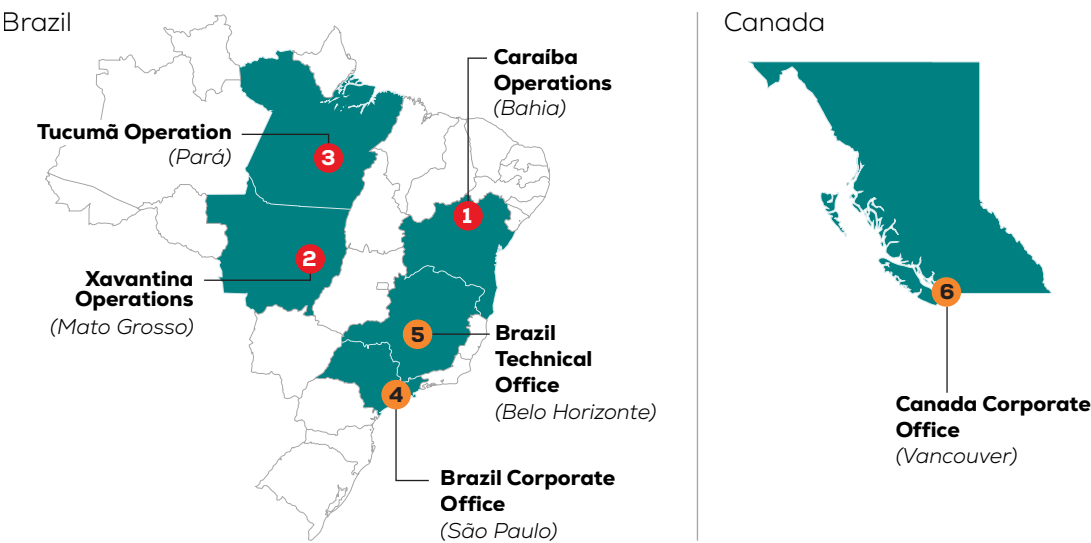 Brazil
Canada
Caraíba
Operations
(Bahia)
Tucumã Operation
(Pará)
3
1
2
Xavantina
Operations
(Mato Grosso)
6
5
Brazil
Technical
Office
(Belo Horizonte)
4
Canada Corporate
Office
(Vancouver)
Brazil Corporate
Office
(São Paulo)